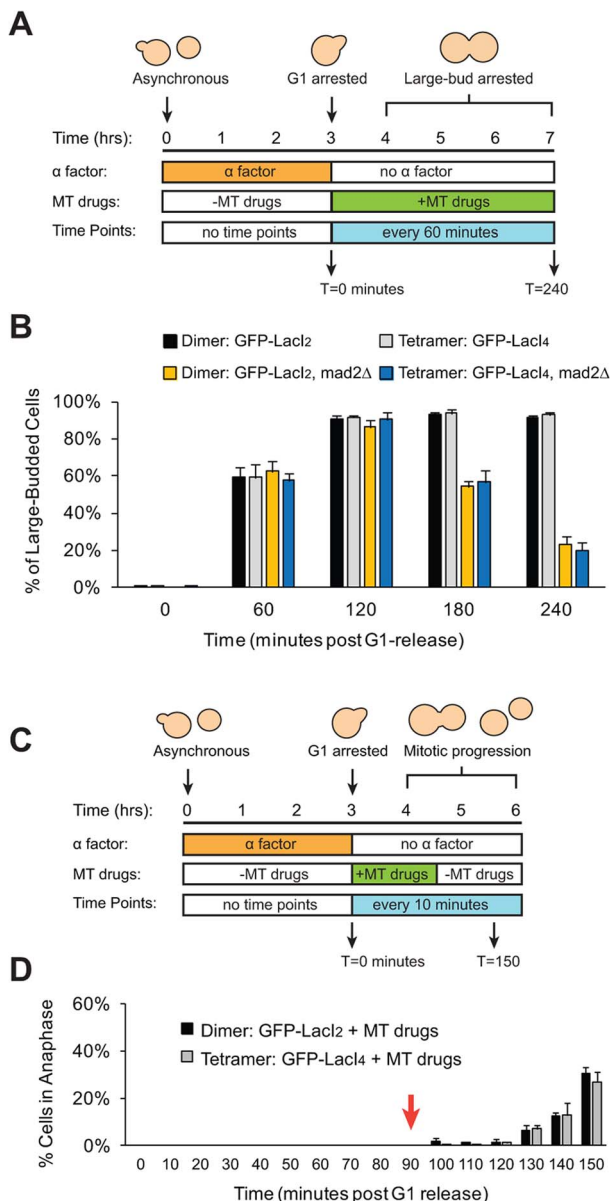 A
Asynchronous G1 arrested Large-bud arrested
Time (hrs): 0 1 2 3 4 5 6 7
α factor: α factor no α factor
MT drugs: -MT drugs +MT drugs
Time Points: no time points every 60 minutes
T=0 minutes T=240
B
Dimer: GFP-LacI2 Tetramer: GFP-LacI4
Dimer: GFP-LacI2, mad2Δ Tetramer: GFP-LacI4, mad2Δ
% of Large-Budded Cells
100%
80%
60%
40%
20%
0%
0 60 120 180 240
Time (minutes post G1-release)
C
Asynchronous G1 arrested Mitotic progression
Time (hrs): 0 1 2 3 4 5 6
α factor: α factor no α factor
MT drugs: -MT drugs +MT drugs -MT drugs
Time Points: no time points every 10 minutes
T=0 minutes T=150
D
% Cells in Anaphase
60%
40%
20%
0%
Dimer: GFP-LacI2 + MT drugs
Tetramer: GFP-LacI4 + MT drugs
0 10 20 30 40 50 60 70 80 90 100 110 120 130 140 150
Time (minutes post G1 release)